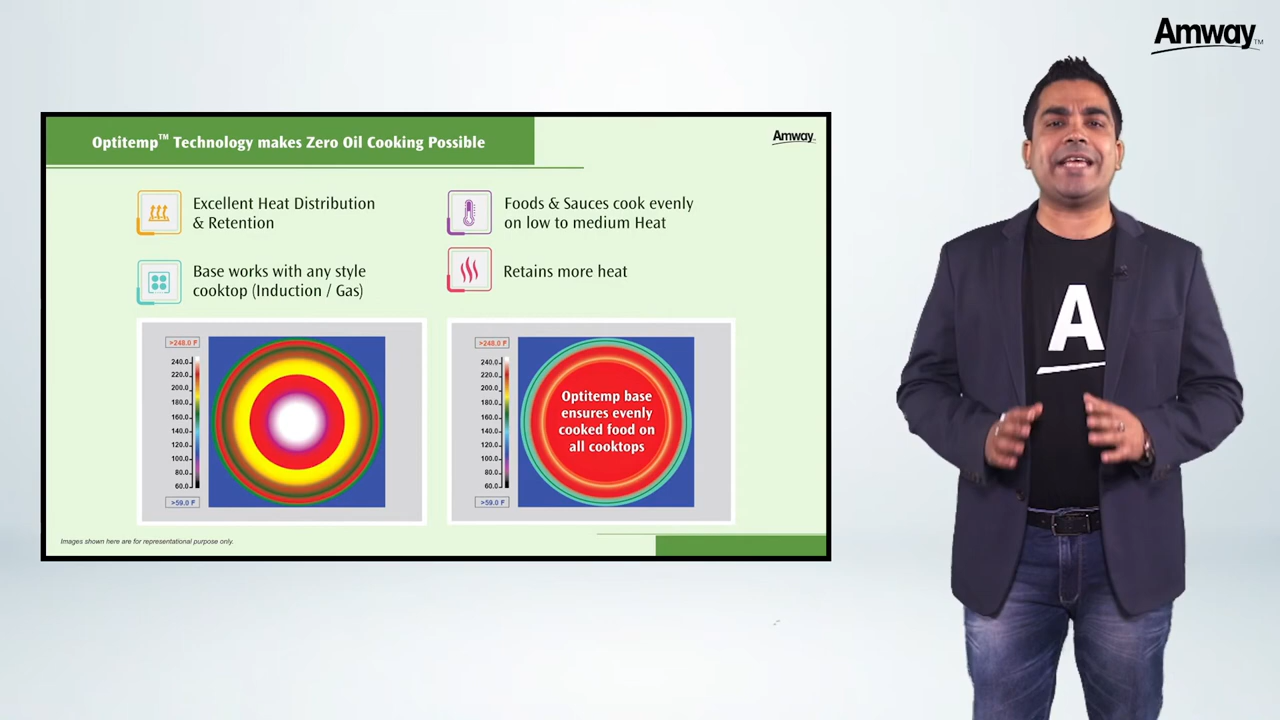 Amway™
Optitemp™ Technology makes Zero Oil Cooking Possible
Amway™
Excellent Heat Distribution
& Retention
Foods & Sauces cook evenly
on low to medium Heat
Base works with any style
cooktop (Induction / Gas)
Retains more heat
>248.0 F
240.0
220.0
200.0
180.0
160.0
140.0
120.0
100.0
80.0
60.0
>59.0 F
>248.0 F
240.0
220.0
200.0
180.0
160.0
140.0
120.0
100.0
80.0
60.0
>59.0 F
Optitemp base
ensures evenly
cooked food on
all cooktops
Images shown here are for representational purpose only.
A